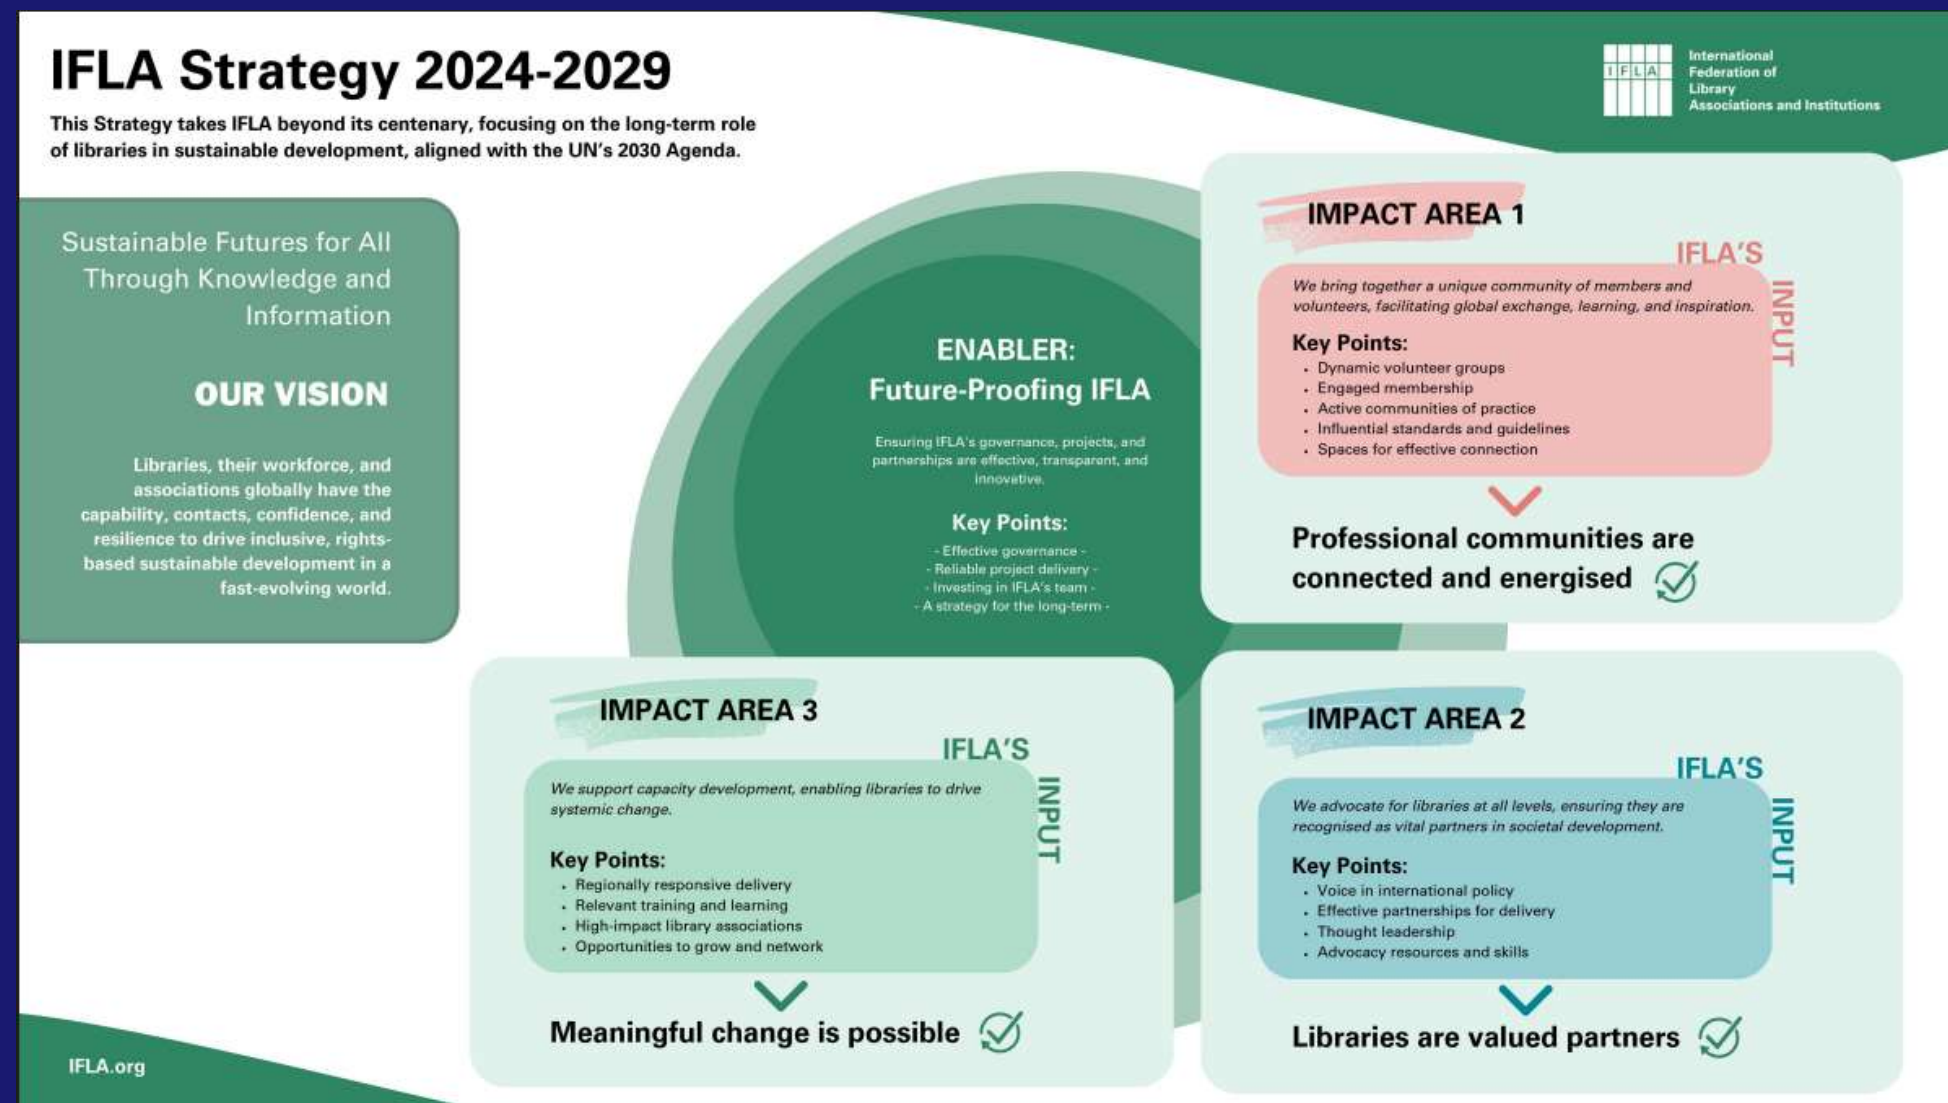 IFLA Strategy 2024-2029
This Strategy takes IFLA beyond its centenary, focusing on the long-term role
of libraries in sustainable development, aligned with the UN's 2030 Agenda.
IFLA
International
Federation of
Library
Associations and Institutions
Sustainable Futures for All
Through Knowledge and
Information
OUR VISION
Libraries, their workforce, and
associations globally have the
capability, contacts, confidence, and
resilience to drive inclusive, rights-
based sustainable development in a
fast-evolving world.
ENABLER:
Future-Proofing IFLA
Ensuring IFLA's governance, projects, and
partnerships are effective, transparent, and
innovative.
Key Points:
- Effective governance -
- Reliable project delivery -
- Investing in IFLA's team -
- A strategy for the long-term -
IMPACT AREA 1
IFLA'S
INPUT
We bring together a unique community of members and
volunteers, facilitating global exchange, learning, and inspiration.
Key Points:
• Dynamic volunteer groups
• Engaged membership
• Active communities of practice
• Influential standards and guidelines
• Spaces for effective connection
Professional communities are
connected and energised
IMPACT AREA 2
IFLA'S
INPUT
We advocate for libraries at all levels, ensuring they are
recognised as vital partners in societal development.
Key Points:
• Voice in international policy
• Effective partnerships for delivery
• Thought leadership
• Advocacy resources and skills
Libraries are valued partners
IMPACT AREA 3
IFLA'S
INPUT
We support capacity development, enabling libraries to drive
systemic change.
Key Points:
• Regionally responsive delivery
• Relevant training and learning
• High-impact library associations
• Opportunities to grow and network
Meaningful change is possible
IFLA.org